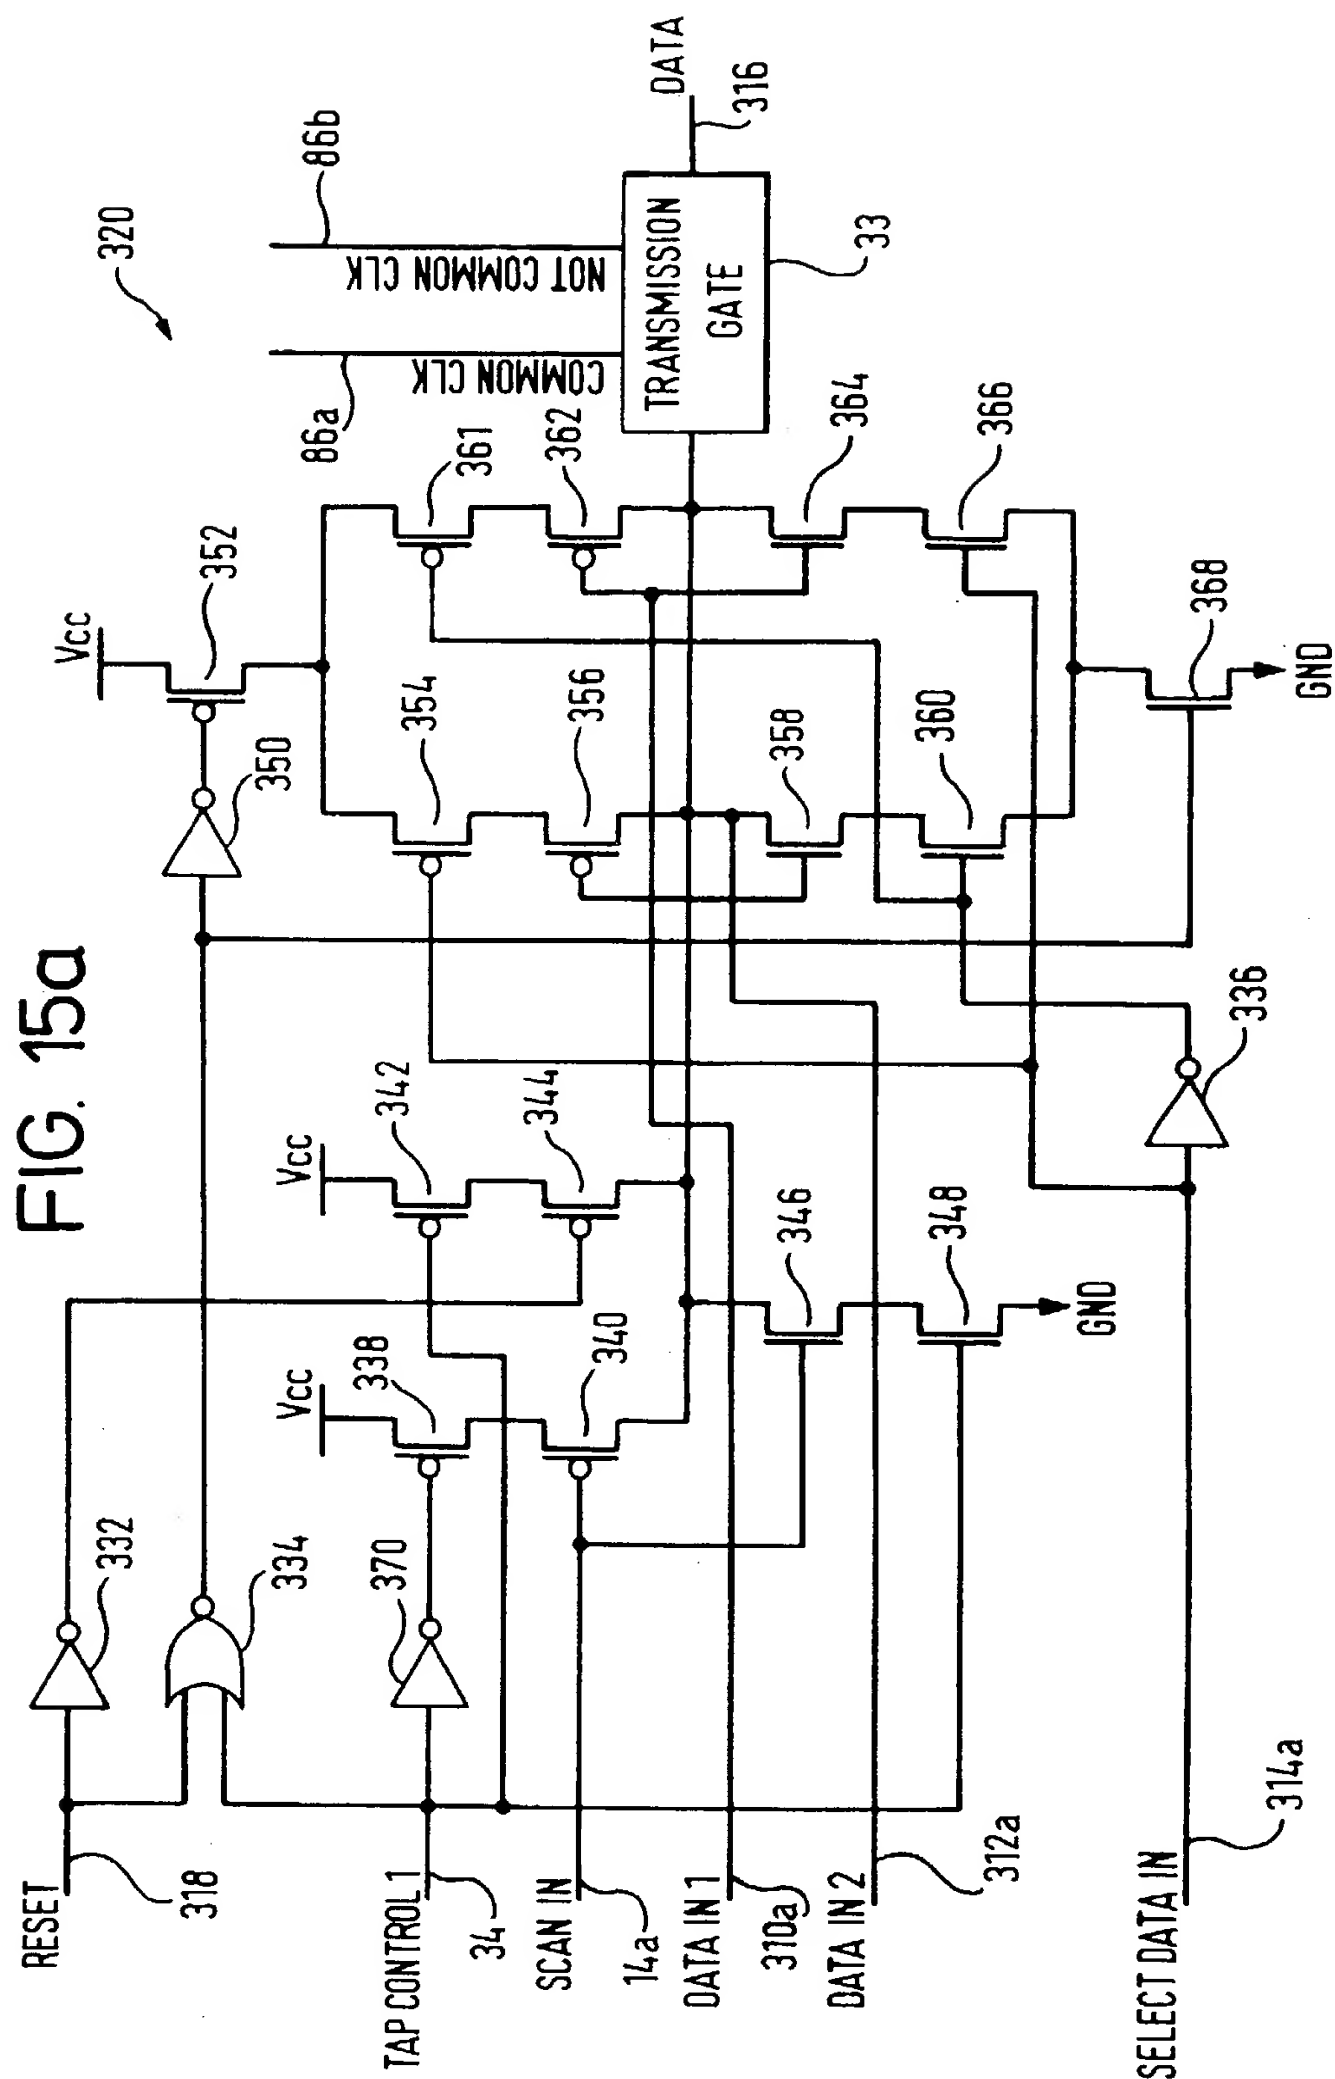 FIG. 15a
RESET
318
332
334
TAP CONTROL 1
34
370
SCAN IN
14a
DATA IN 1
310a
DATA IN 2
312a
SELECT DATA IN
314a
336
Vcc
338
340
Vcc
342
344
346
348
GND
350
Vcc
352
354
356
358
360
361
362
364
366
368
GND
320
86a
COMMON CLK
86b
NOT COMMON CLK
TRANSMISSION
GATE
33
DATA
316